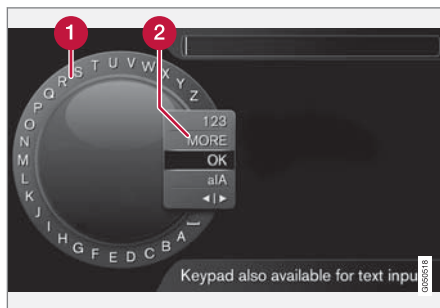 1
2
A B C D E F G H I J K L M N O P Q R S T U V W X Y Z
123
MORE
OK
a|A
◄|►
Keypad also available for text inpu
G050518